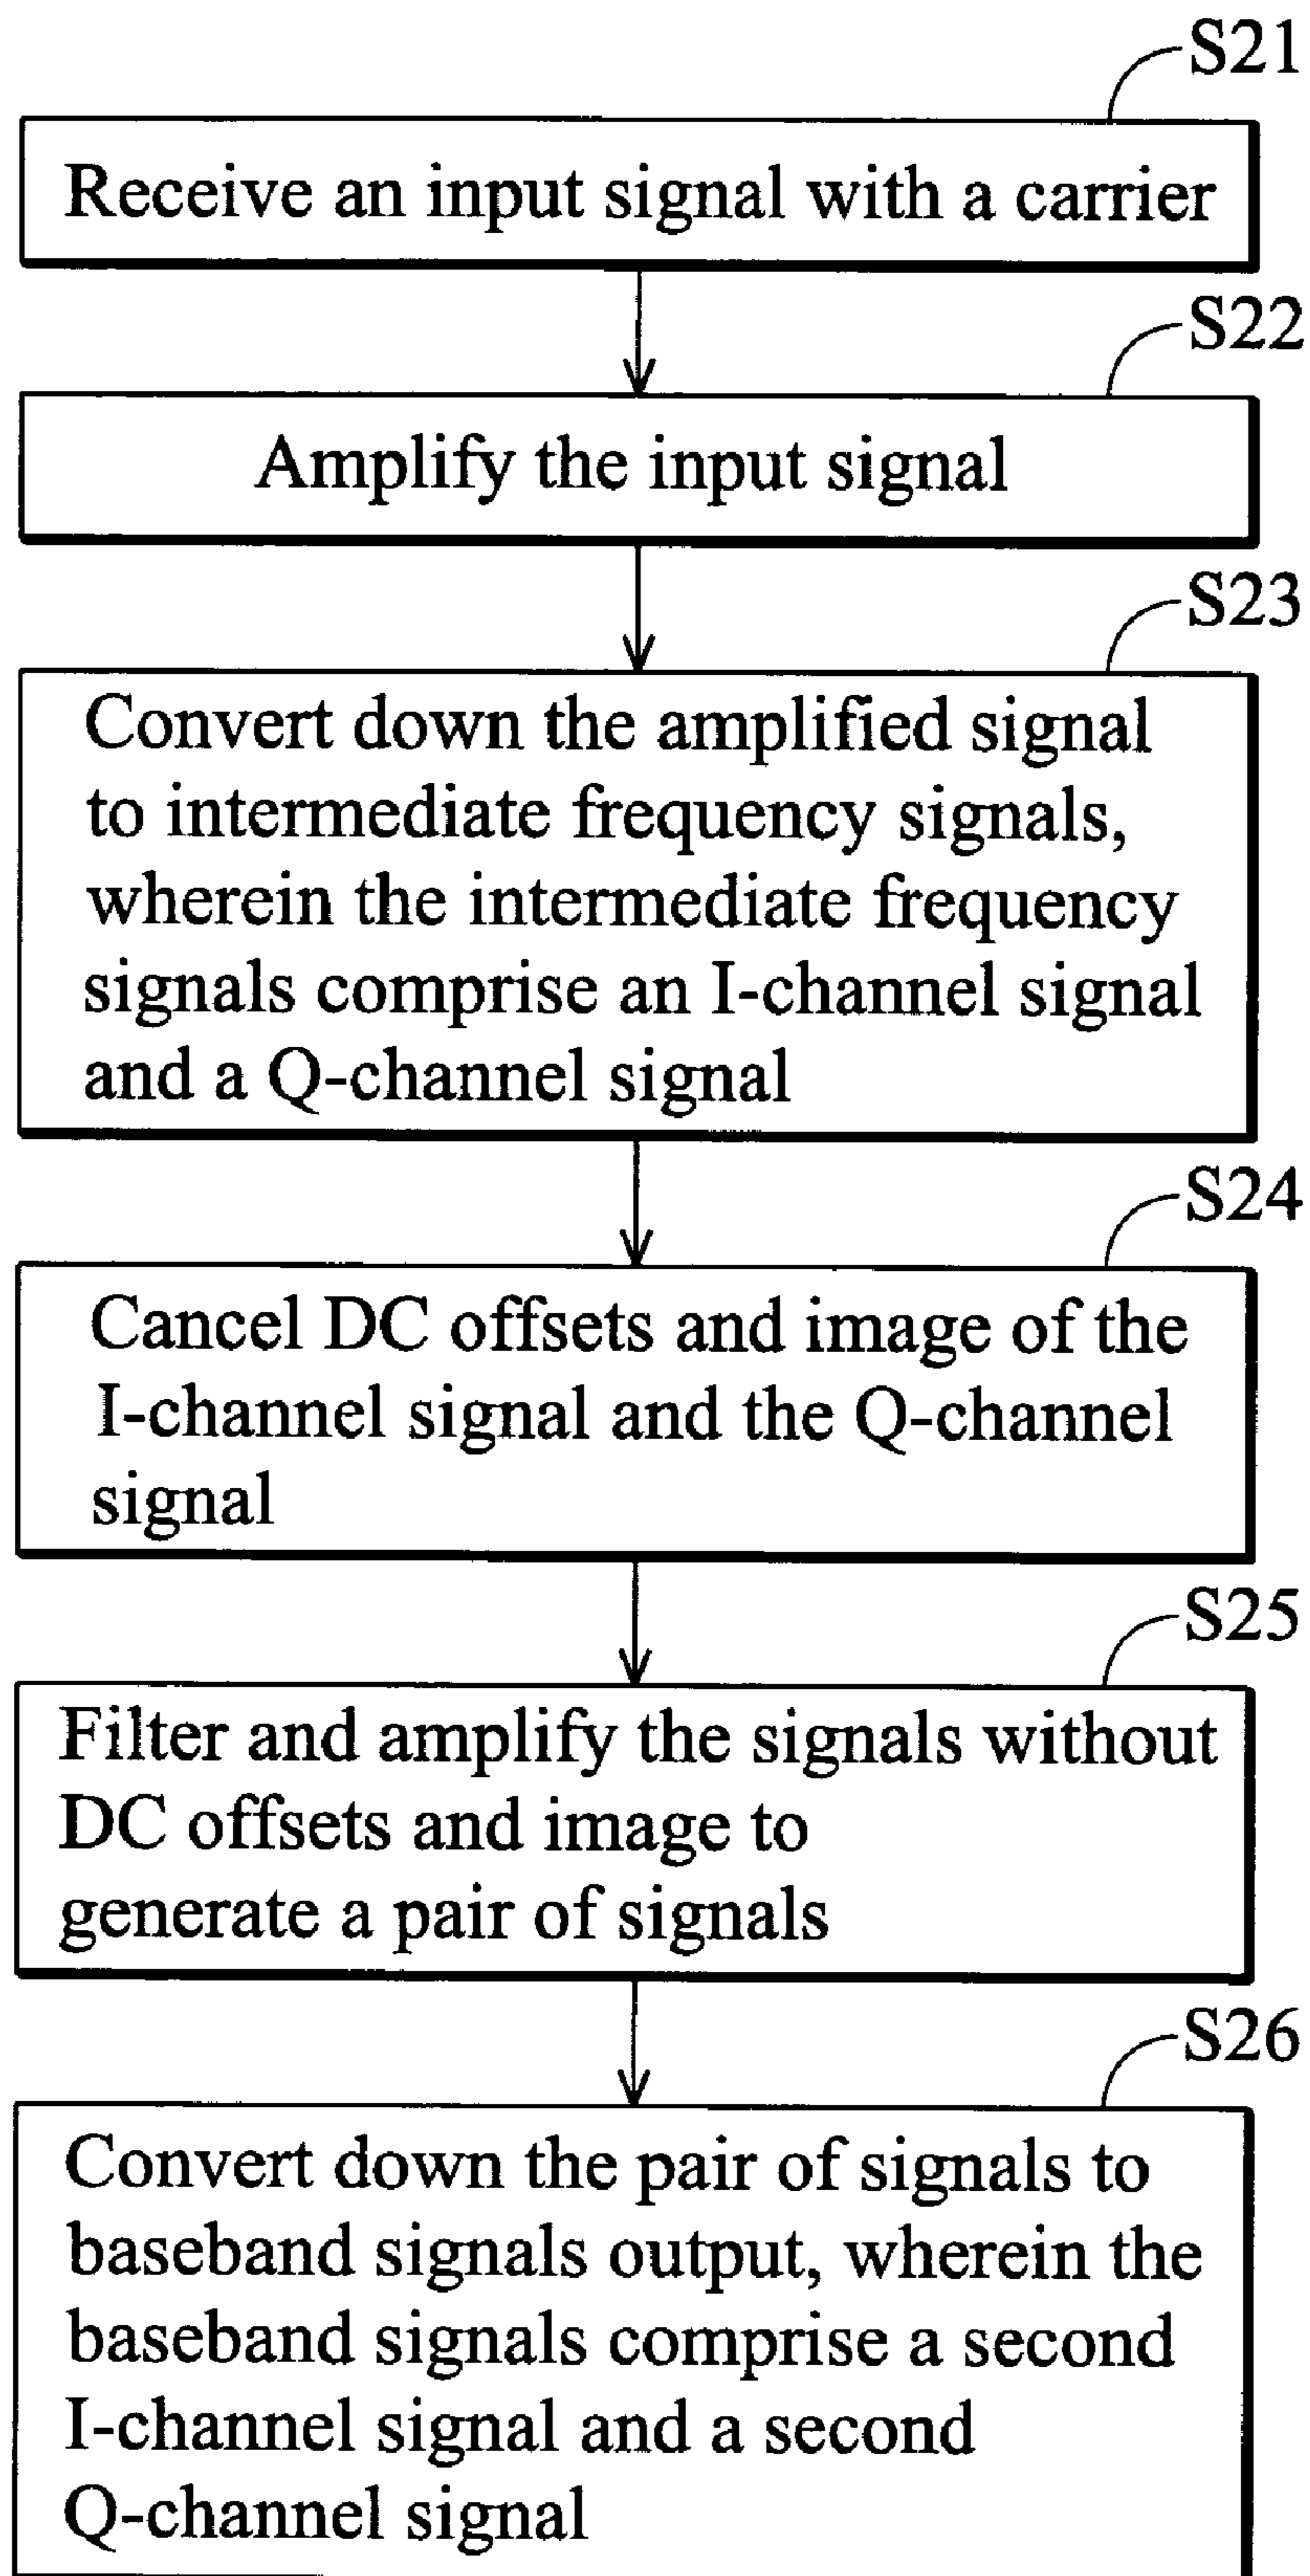 S21
Receive an input signal with a carrier
S22
Amplify the input signal
S23
Convert down the amplified signal
to intermediate frequency signals,
wherein the intermediate frequency
signals comprise an I-channel signal
and a Q-channel signal
S24
Cancel DC offsets and image of the
I-channel signal and the Q-channel
signal
S25
Filter and amplify the signals without
DC offsets and image to
generate a pair of signals
S26
Convert down the pair of signals to
baseband signals output, wherein the
baseband signals comprise a second
I-channel signal and a second
Q-channel signal